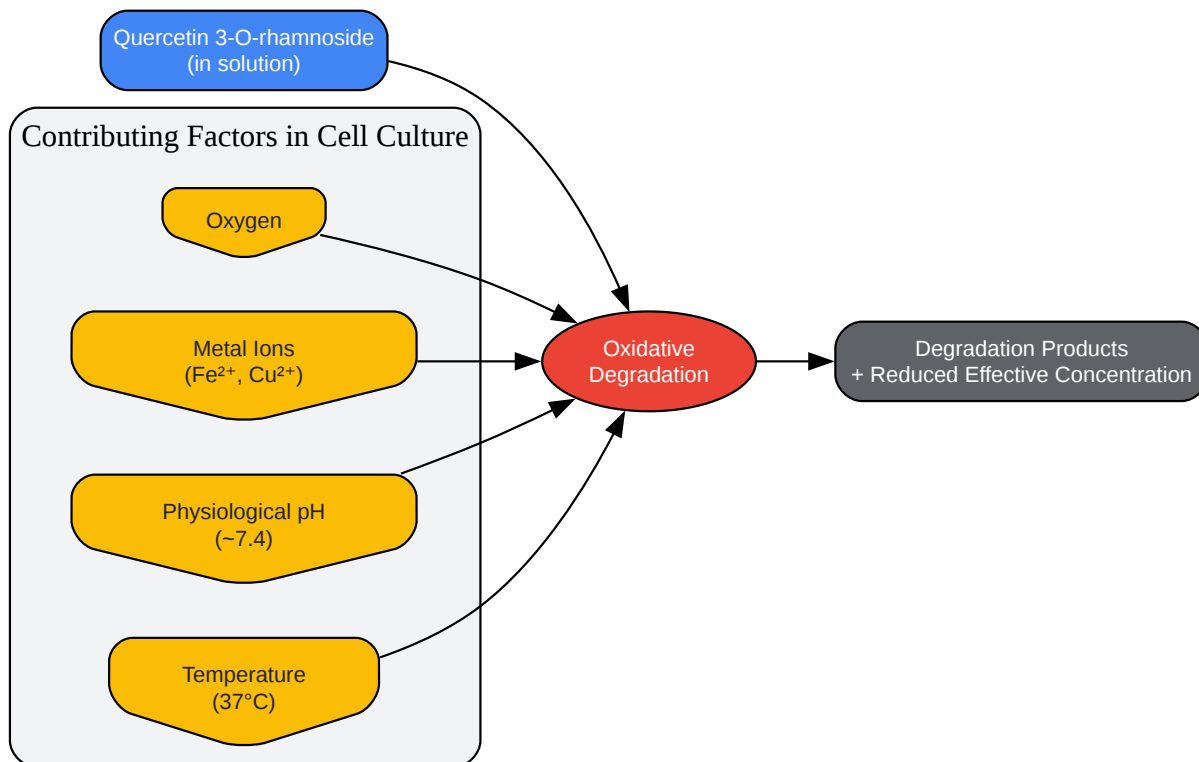 Quercetin 3-O-rhamnoside
(in solution)
Contributing Factors in Cell Culture
Oxygen
Metal Ions
(Fe²⁺, Cu²⁺)
Physiological pH
(~7.4)
Temperature
(37°C)
Oxidative
Degradation
Degradation Products
+ Reduced Effective Concentration